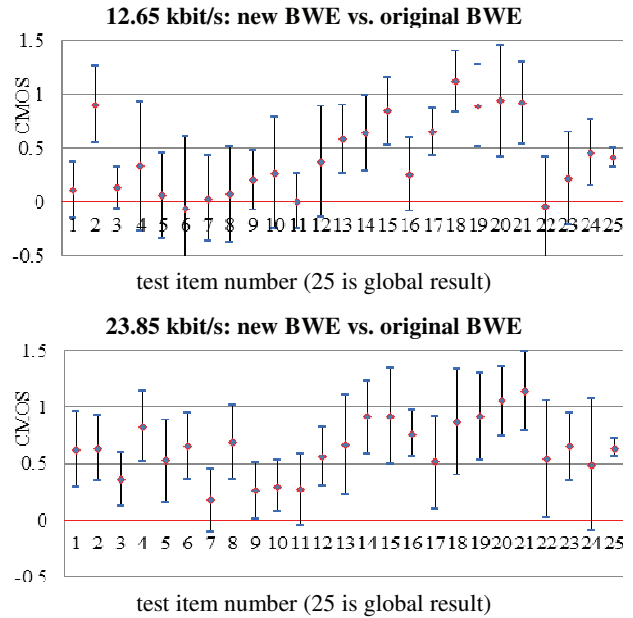 12.65 kbit/s: new BWE vs. original BWE
1.5
1
0.5
0
-0.5
CMOS
1 2 3 4 5 6 7 8 9 10 11 12 13 14 15 16 17 18 19 20 21 22 23 24 25
test item number (25 is global result)
23.85 kbit/s: new BWE vs. original BWE
1.5
1
0.5
0
-0.5
CMOS
1 2 3 4 5 6 7 8 9 10 11 12 13 14 15 16 17 18 19 20 21 22 23 24 25
test item number (25 is global result)